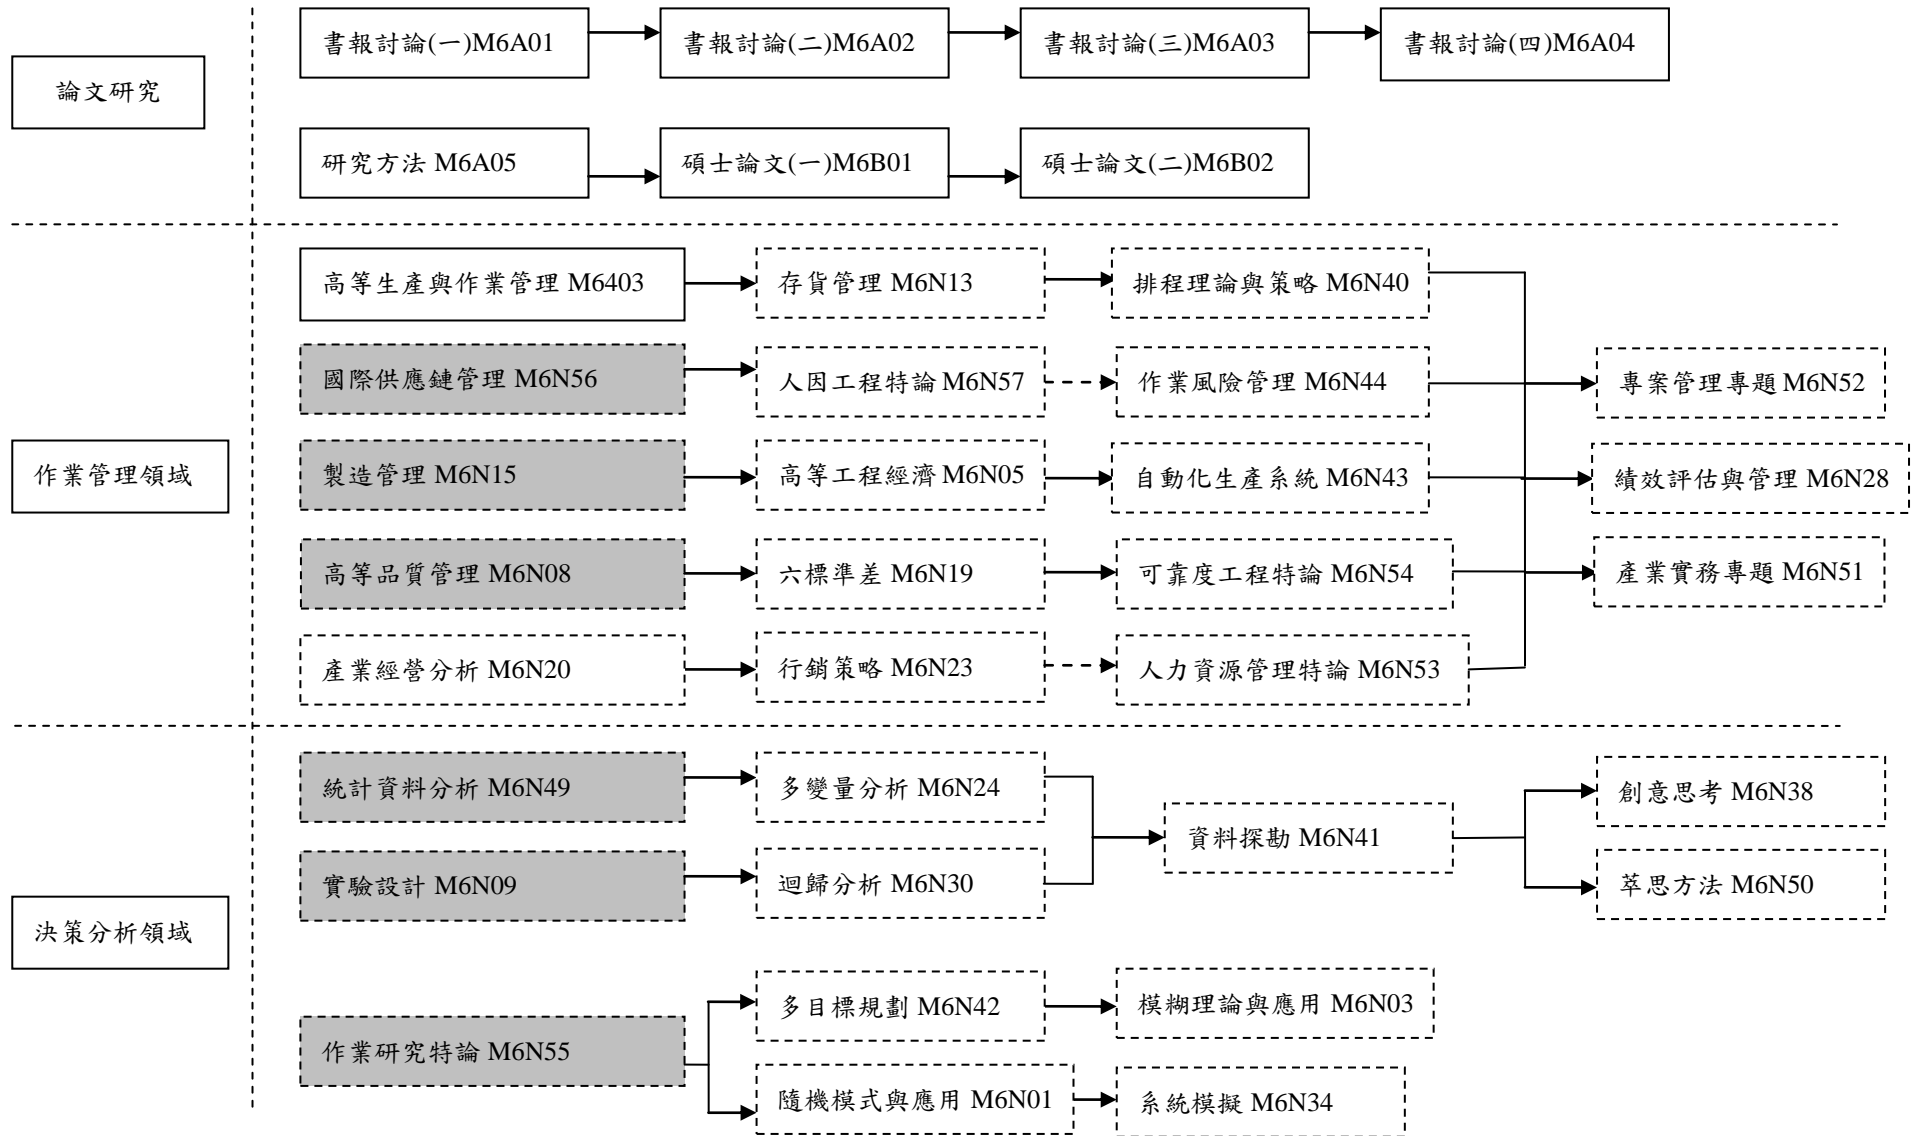 書報討論(一)M6A01
書報討論(二)M6A02
書報討論(三)M6A03
書報討論(四)M6A04
論文研究
研究方法 M6A05
碩士論文(一)M6B01
碩士論文(二)M6B02
高等生產與作業管理 M6403
存貨管理 M6N13
排程理論與策略 M6N40
國際供應鏈管理 M6N56
人因工程特論 M6N57
作業風險管理 M6N44
專案管理專題 M6N52
作業管理領域
製造管理 M6N15
高等工程經濟 M6N05
自動化生產系統 M6N43
績效評估與管理 M6N28
高等品質管理 M6N08
六標準差 M6N19
可靠度工程特論 M6N54
產業實務專題 M6N51
產業經營分析 M6N20
行銷策略 M6N23
人力資源管理特論 M6N53
統計資料分析 M6N49
多變量分析 M6N24
資料探勘 M6N41
創意思考 M6N38
實驗設計 M6N09
迴歸分析 M6N30
萃思方法 M6N50
決策分析領域
作業研究特論 M6N55
多目標規劃 M6N42
模糊理論與應用 M6N03
隨機模式與應用 M6N01
系統模擬 M6N34